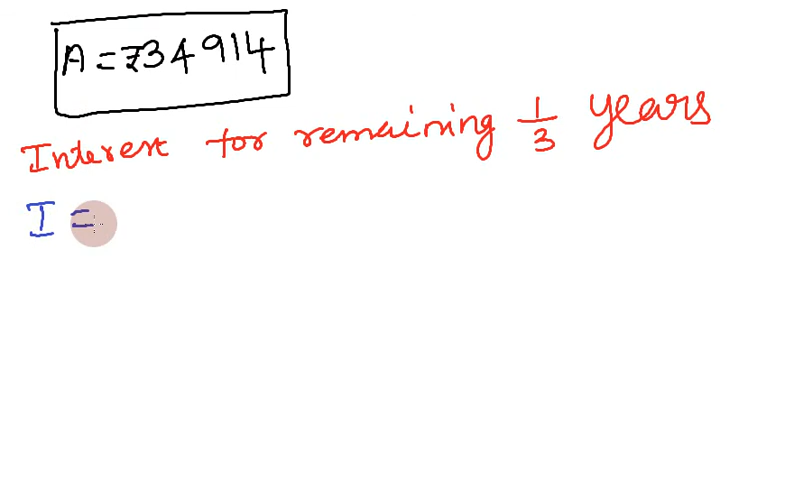 A = ₹34914
Interest for remaining 1/3 years
I =